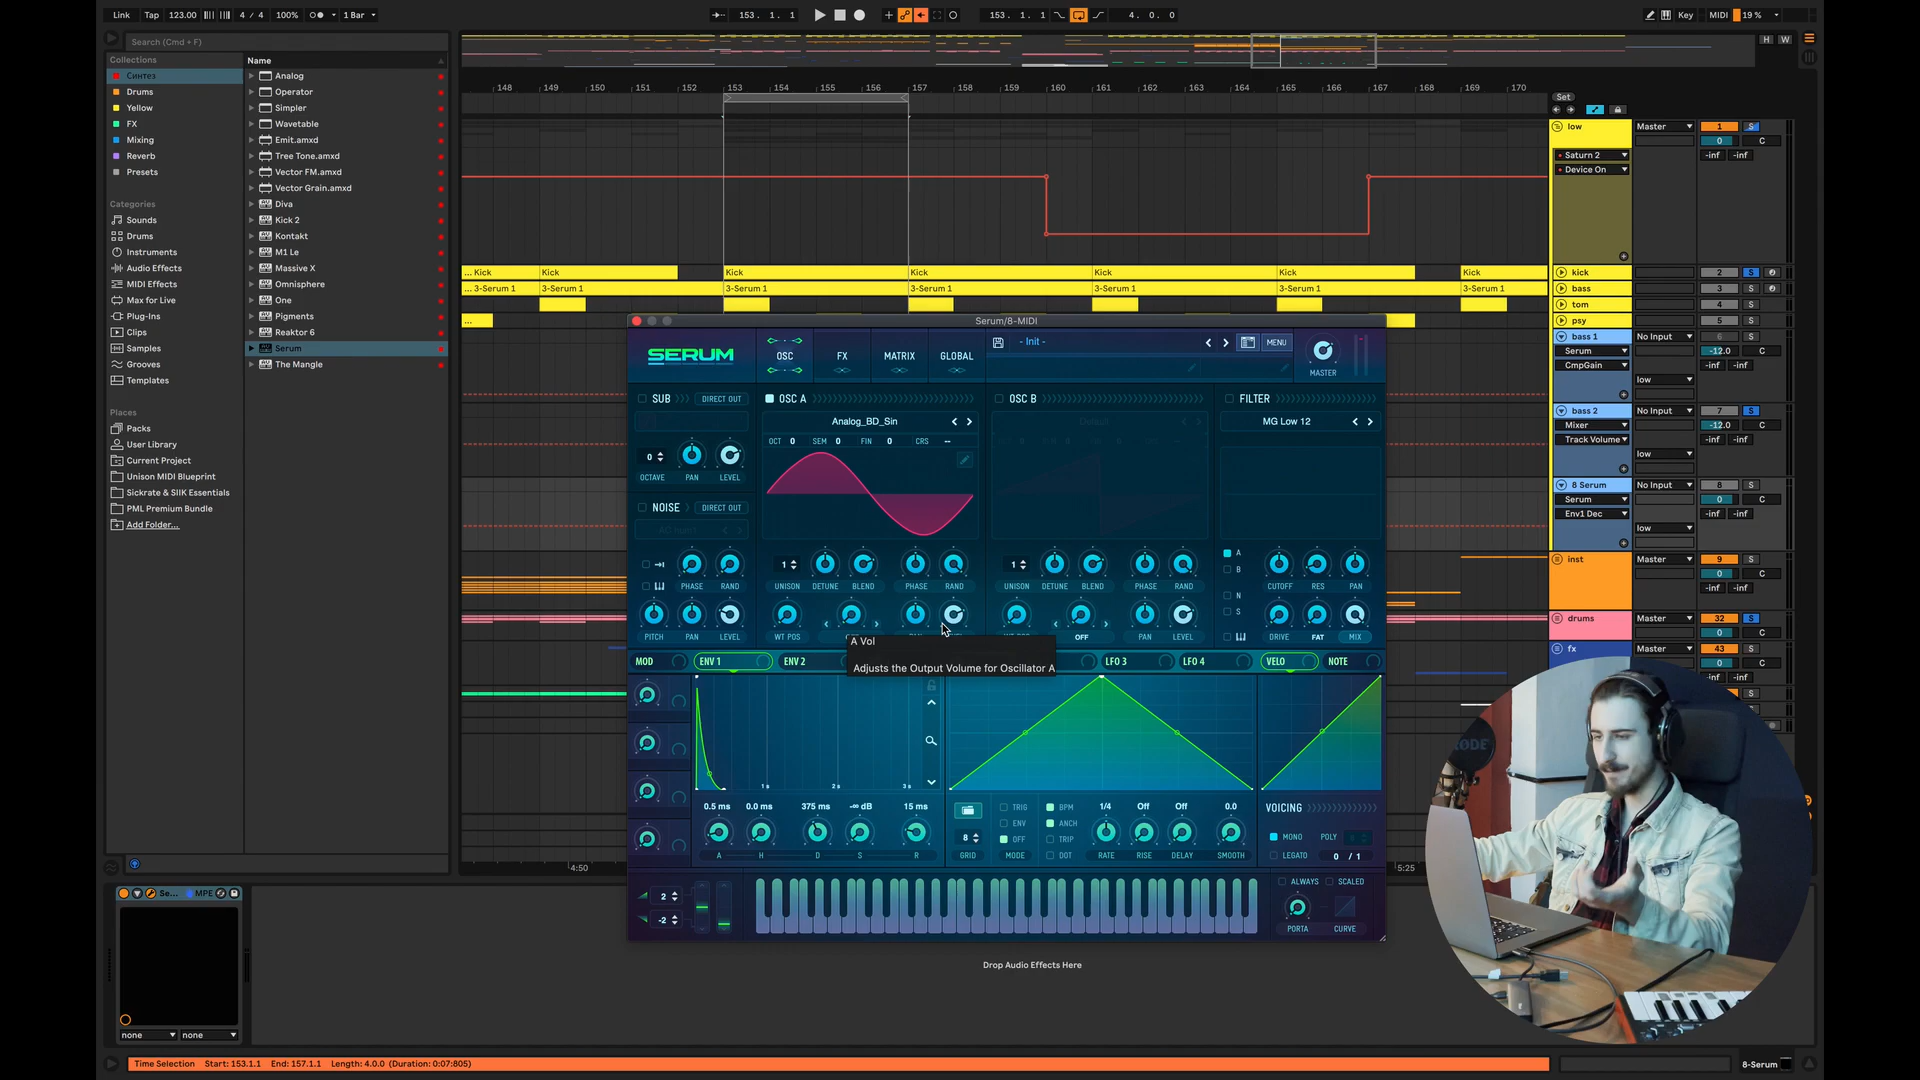 Link Tap 123.00 4 / 4 100% 1 Bar
153. 1. 1
153. 1. 1 4. 0. 0
Key MIDI 19 %
Search (Cmd + F)
H W
Collections
Синтез
Drums
Yellow
FX
Mixing
Reverb
Presets
Categories
Sounds
Drums
Instruments
Audio Effects
MIDI Effects
Max for Live
Plug-Ins
Clips
Samples
Grooves
Templates
Places
Packs
User Library
Current Project
Unison MIDI Blueprint
Sickrate & SIIK Essentials
PML Premium Bundle
Add Folder...
Name
Analog
Operator
Simpler
Wavetable
Emit.amxd
Tree Tone.amxd
Vector FM.amxd
Vector Grain.amxd
Diva
Kick 2
Kontakt
M1 Le
Massive X
Omnisphere
One
Pigments
Reaktor 6
Serum
The Mangle
148 149 150 151 152 153 154 155 156 157 158 159 160 161 162 163 164 165 166 167 168 169 170
Set
... Kick Kick Kick Kick Kick Kick Kick
... 3-Serum 1 3-Serum 1 3-Serum 1 3-Serum 1 3-Serum 1 3-Serum 1 3-Serum 1
...
low Master 1 S
0 C
Saturn 2 -inf -inf
Device On
kick 2 S
bass 3 S
tom 4 S
psy 5 S
bass 1 No Input 6 S
Serum -12.0 C
CmpGain -inf -inf
low
bass 2 No Input 7 S
Mixer -12.0 C
Track Volume -inf -inf
low
8 Serum No Input 8 S
Serum 0 C
Env1 Dec -inf -inf
low
inst Master 9 S
0 C
-inf -inf
drums Master 32 S
0 C
fx Master 43 S
0 C
-inf -inf
Serum/8-MIDI
SERUM
OSC FX MATRIX GLOBAL
- Init -
MENU
MASTER
SUB DIRECT OUT
0
OCTAVE PAN LEVEL
NOISE DIRECT OUT
PHASE RAND
PITCH PAN LEVEL
OSC A
Analog_BD_Sin
OCT 0 SEM 0 FIN 0 CRS --
1
UNISON DETUNE BLEND PHASE RAND
WT POS
OSC B
Default
1
UNISON DETUNE BLEND PHASE RAND
OFF PAN LEVEL
FILTER
MG Low 12
A
B
N
S
CUTOFF RES PAN
DRIVE FAT MIX
A Vol
Adjusts the Output Volume for Oscillator A
MOD ENV 1 ENV 2 LFO 3 LFO 4 VELO NOTE
1s 2s 3s
0.5 ms 0.0 ms 375 ms -∞ dB 15 ms
A H D S R
8
GRID
TRIG
ENV
OFF
MODE
BPM
ANCH
TRIP
DOT
1/4 Off Off 0.0
RATE RISE DELAY SMOOTH
VOICING
MONO POLY
LEGATO 0 / 1
2
-2
ALWAYS SCALED
PORTA CURVE
4:50 5:25
Se... MPE
none none
Drop Audio Effects Here
Time Selection Start: 153.1.1 End: 157.1.1 Length: 4.0.0 (Duration: 0:07:805)
8-Serum